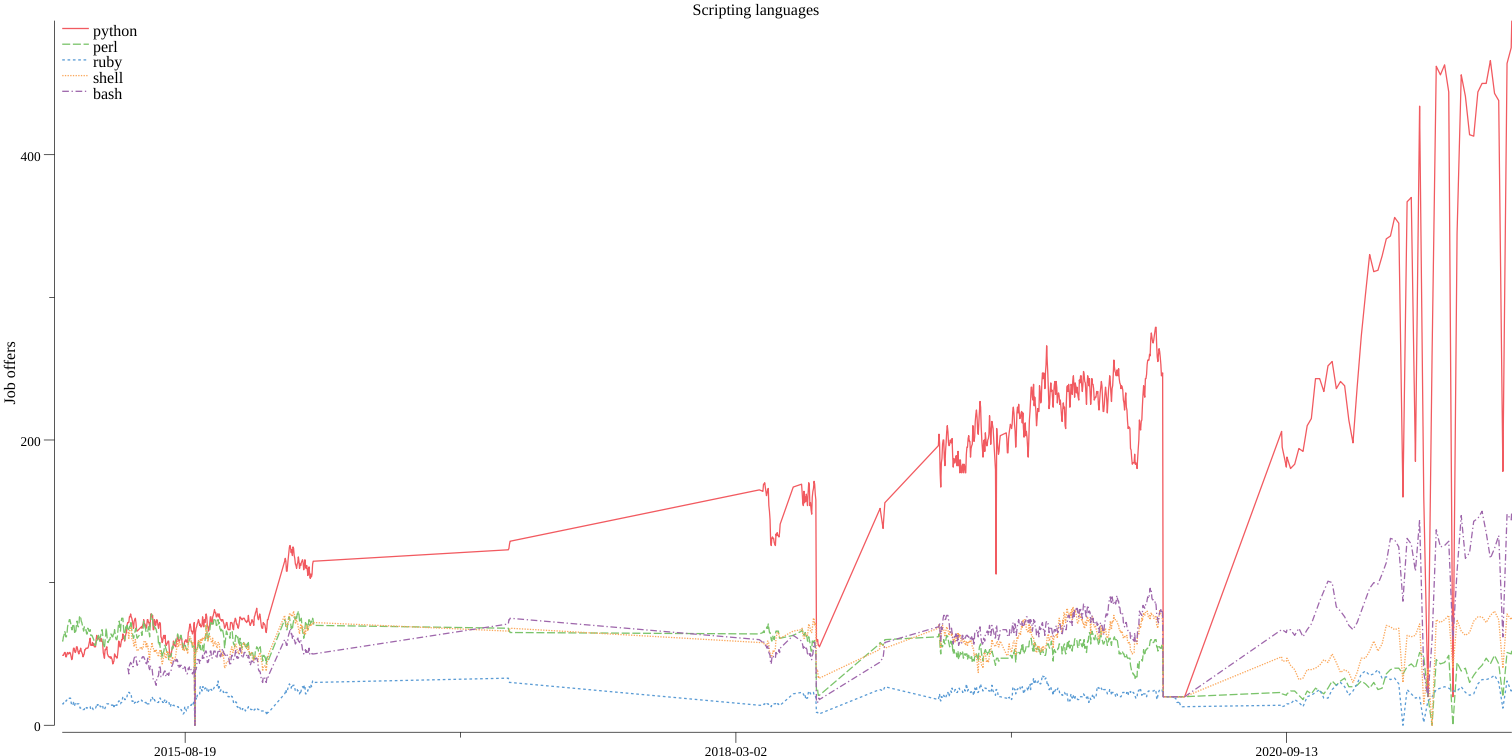 Scripting languages
python
perl
ruby
shell
bash
400
Job offers
200
0
2015-08-19
2018-03-02
2020-09-13